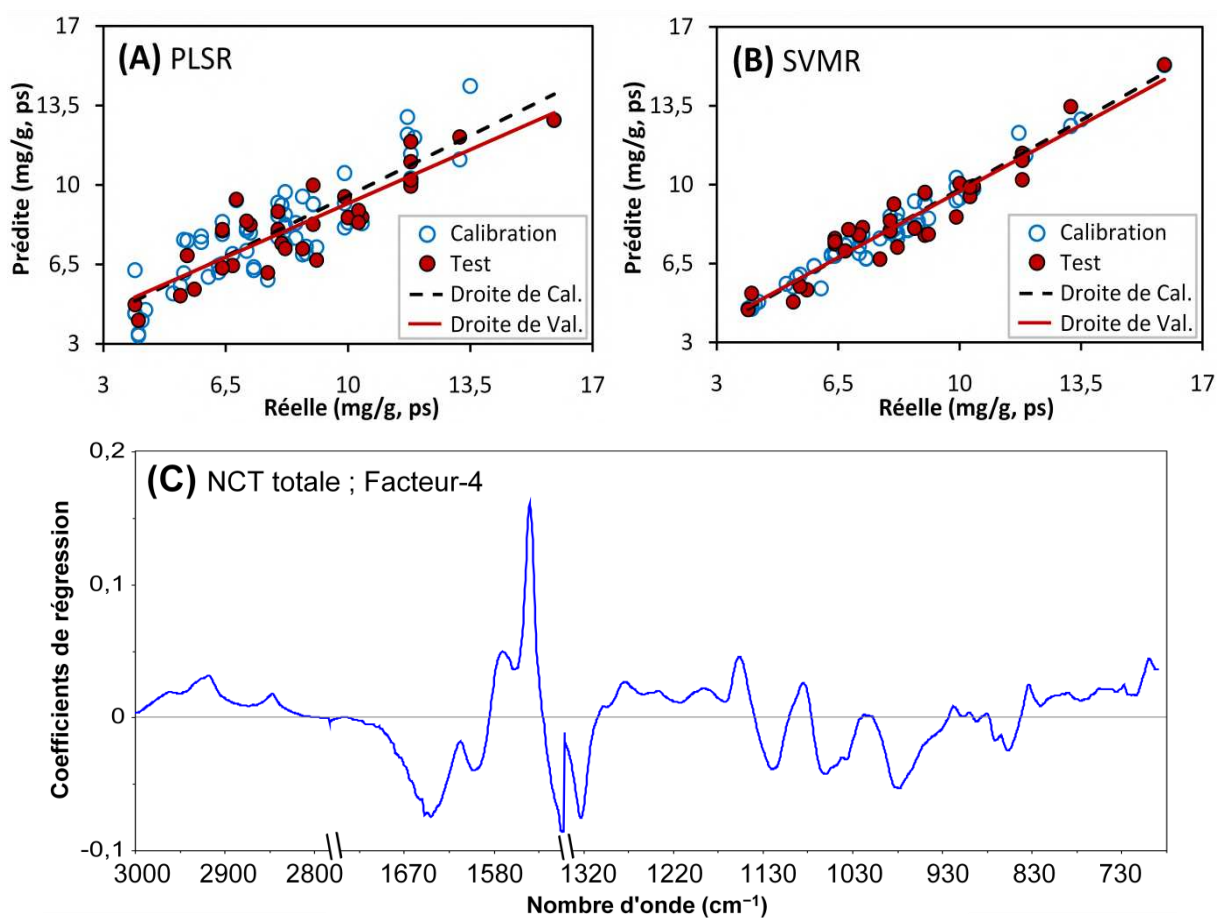 (A) PLSR
Prédite (mg/g, ps)
17
13,5
10
6,5
3
Calibration
Test
Droite de Cal.
Droite de Val.
3 6,5 10 13,5 17
Réelle (mg/g, ps)
(B) SVMR
Prédite (mg/g, ps)
17
13,5
10
6,5
3
Calibration
Test
Droite de Cal.
Droite de Val.
3 6,5 10 13,5 17
Réelle (mg/g, ps)
(C) NCT totale ; Facteur-4
Coefficients de régression
0,2
0,1
0
-0,1
3000 2900 2800 1670 1580 1320 1220 1130 1030 930 830 730
Nombre d'onde (cm⁻¹)